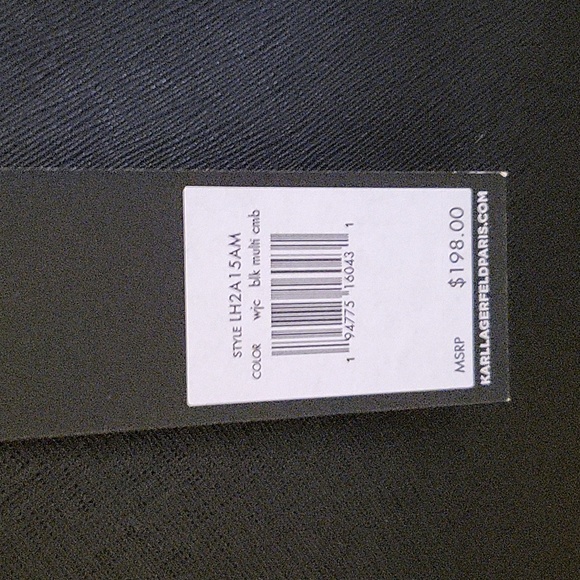 STYLE LH2A15AM
COLOR wjc blk multi cmb
1 94775 16043 1
MSRP $198.00
KARLLAGERFELDPARIS.COM